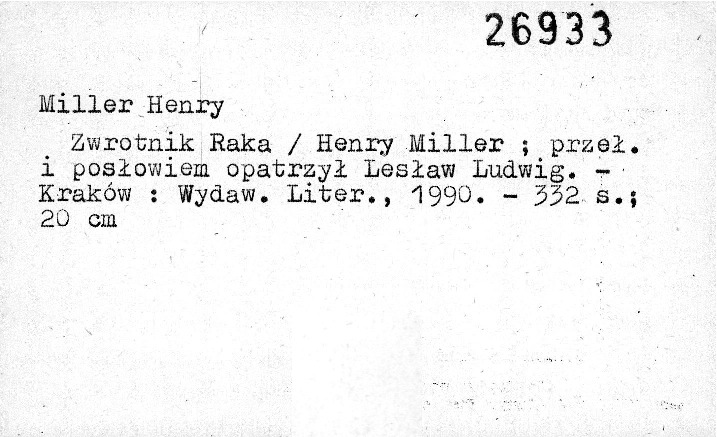 26933
Miller Henry
Zwrotnik Raka / Henry Miller ; przeł.
i posłowiem opatrzył Lesław Ludwig. -
Kraków : Wydaw. Liter., 1990. - 332 s.;
20 cm